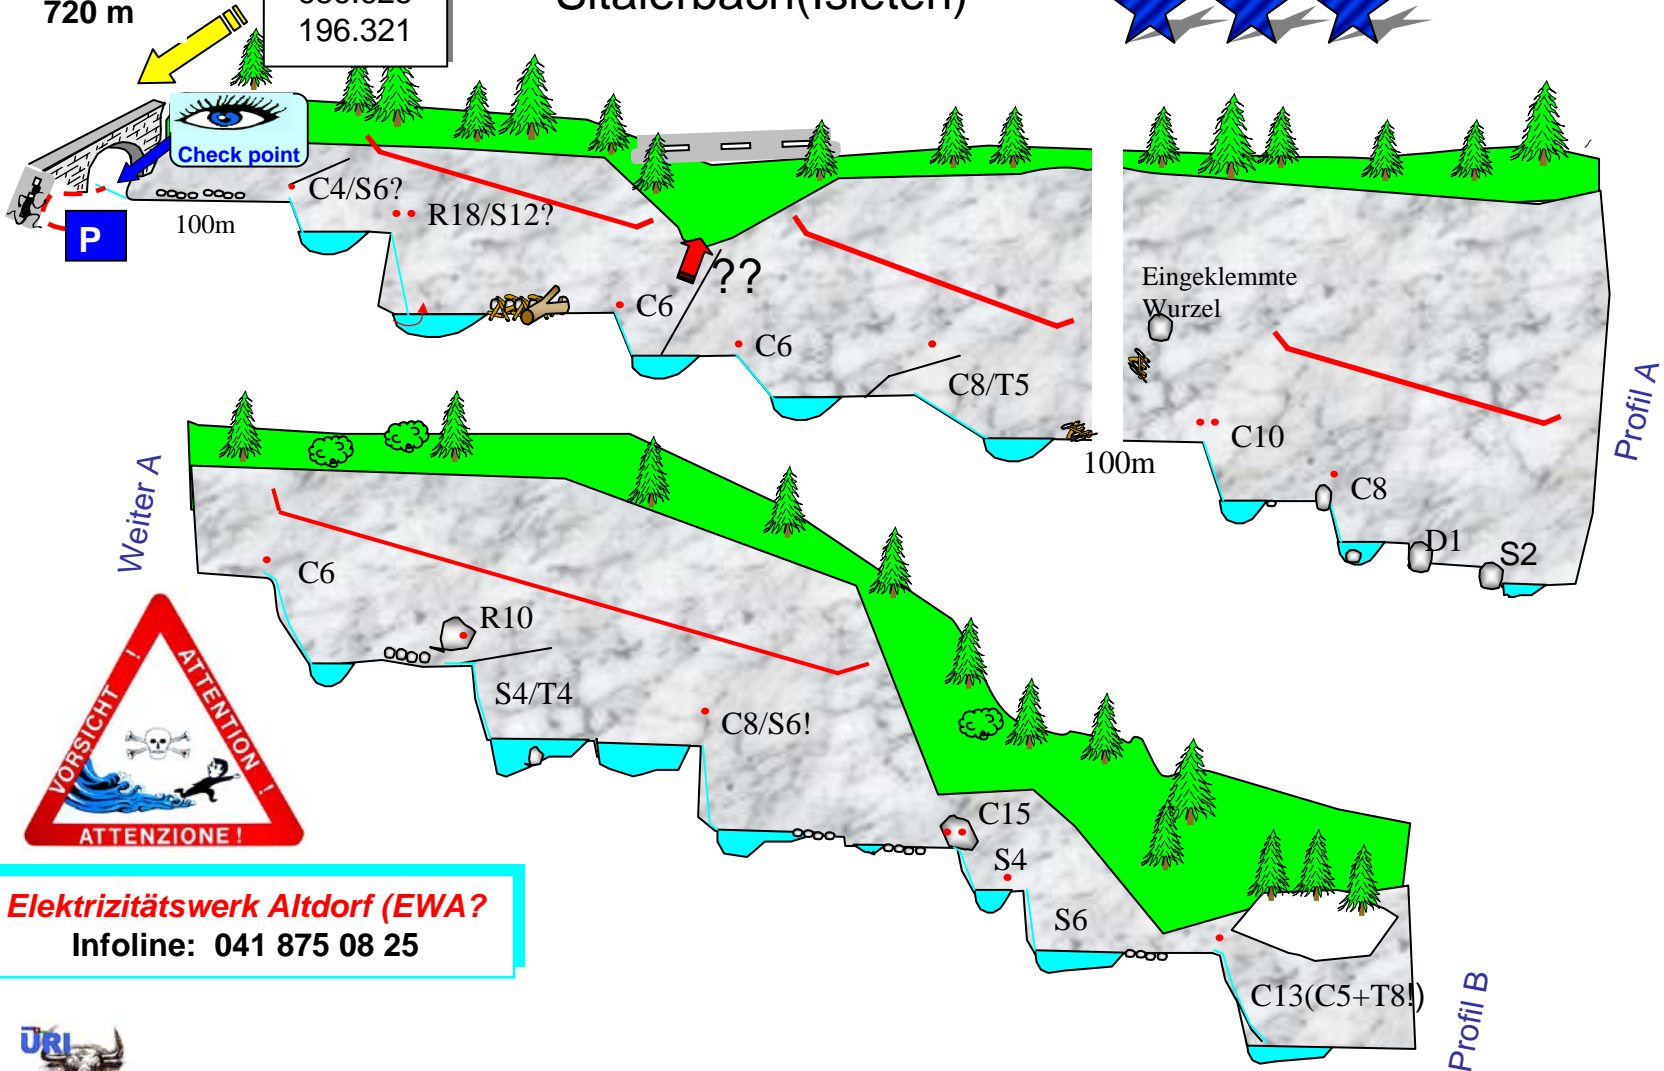 720 m
196.321
Sitalerbach(Isleten)
Check point
P
100m
C4/S6?
R18/S12?
C6
??
C6
C8/T5
100m
Eingeklemmte
Wurzel
C10
C8
D1
S2
Profil A
Weiter A
C6
R10
S4/T4
C8/S6!
C15
S4
S6
C13(C5+T8!)
Profil B
VORSICHT !
ATTENTION !
ATTENZIONE !
Elektrizitätswerk Altdorf (EWA?
Infoline: 041 875 08 25
URI